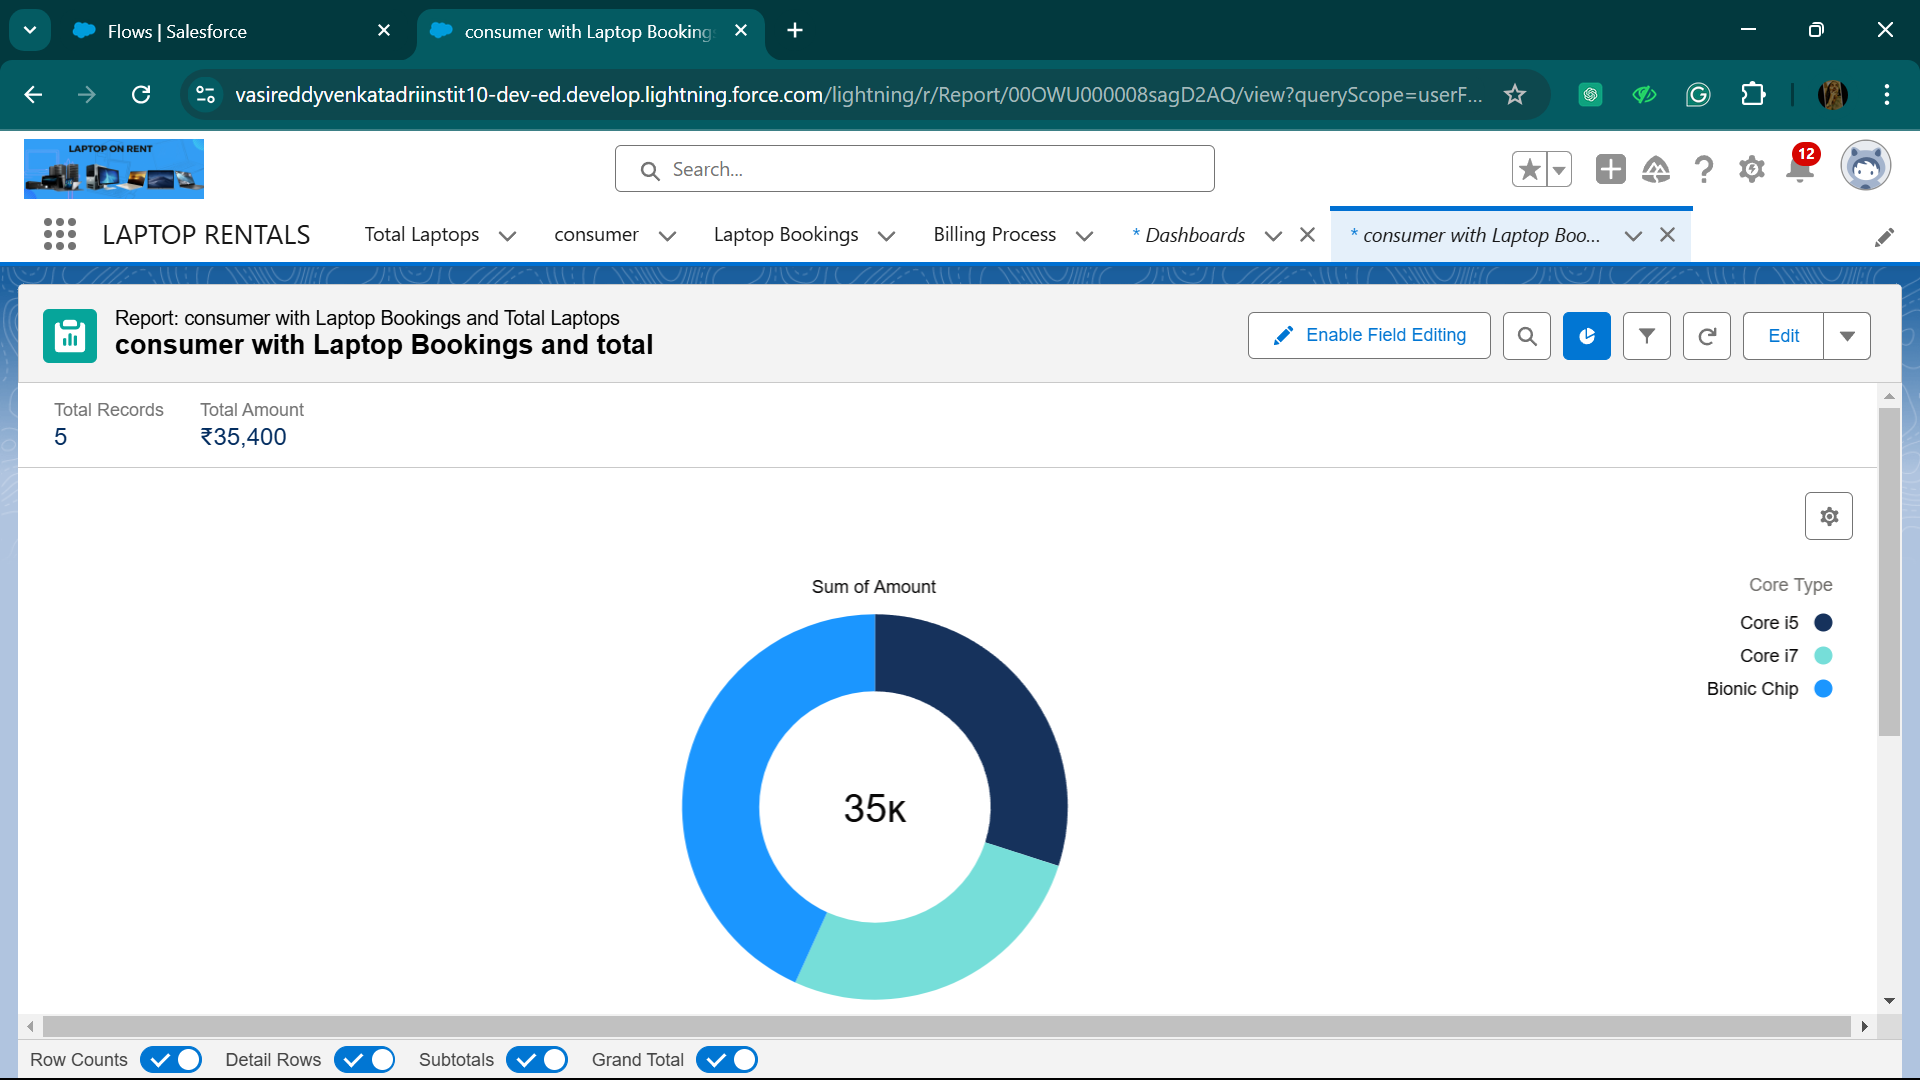 Flows | Salesforce
consumer with Laptop Booking
vasireddyvenkatadriinstit10-dev-ed.develop.lightning.force.com/lightning/r/Report/00OWU000008sagD2AQ/view?queryScope=userF...
LAPTOP ON RENT
Search...
12
LAPTOP RENTALS
Total Laptops
consumer
Laptop Bookings
Billing Process
* Dashboards
* consumer with Laptop Boo...
Report: consumer with Laptop Bookings and Total Laptops
consumer with Laptop Bookings and total
Enable Field Editing
Edit
Total Records
5
Total Amount
₹35,400
Sum of Amount
35K
Core Type
Core i5
Core i7
Bionic Chip
Row Counts
Detail Rows
Subtotals
Grand Total